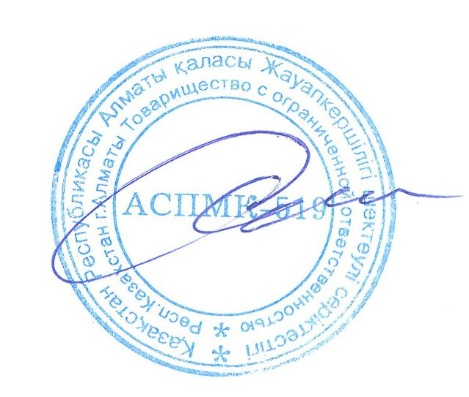 Қазақстан Республикасы Алматы қаласы Жауапкершілігі шектеулі серіктестігі
Респ.Казахстан г.Алматы Товарищество с ограниченной ответственностью
АСПМК-519